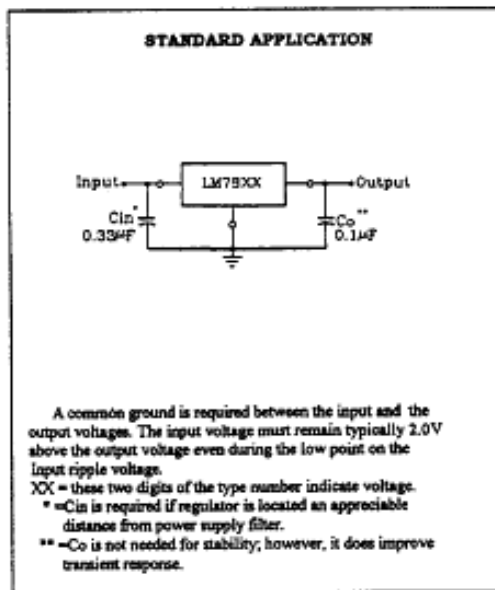 STANDARD APPLICATION
Input
LM78XX
Output
Cin*
0.33µF
Co**
0.1µF
A common ground is required between the input and the
output voltages. The input voltage must remain typically 2.0V
above the output voltage even during the low point on the
Input ripple voltage.
XX = these two digits of the type number indicate voltage.
* =Cin is required if regulator is located an appreciable
distance from power supply filter.
** =Co is not needed for stability; however, it does improve
transient response.